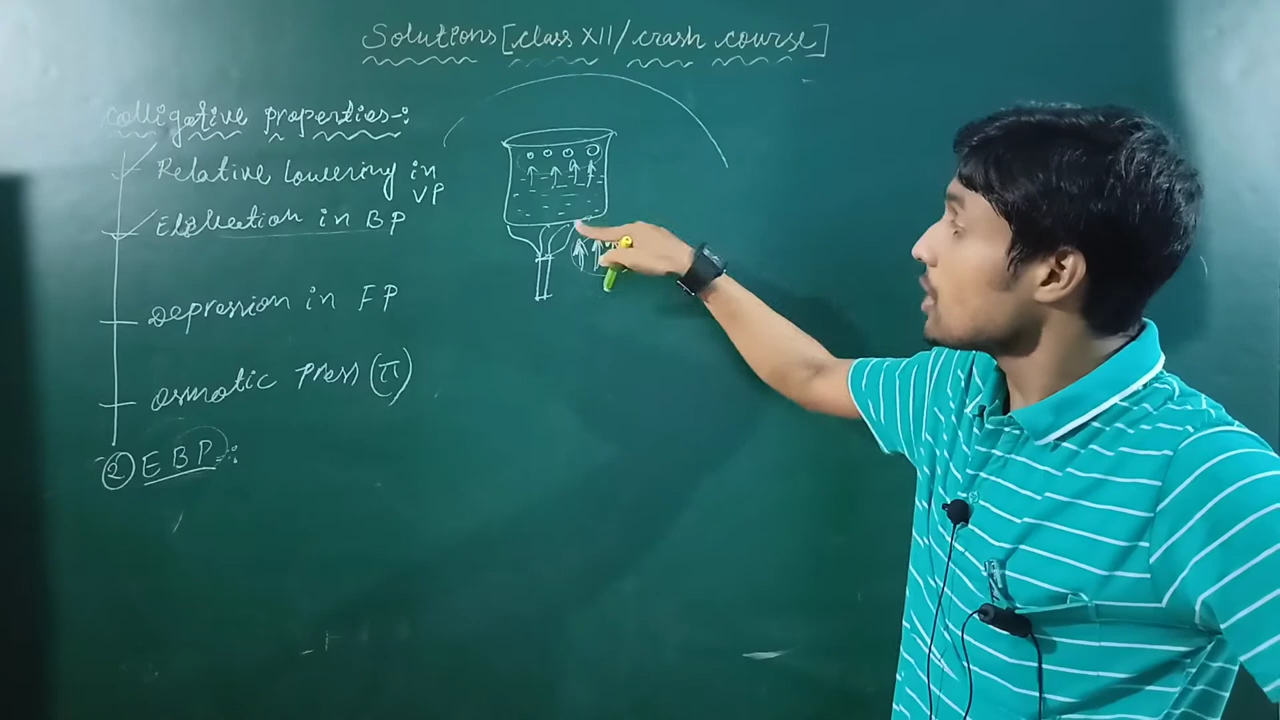 Solutions [class XII / crash course]
colligative properties-:
Relative lowering in
VP
Elevation in BP
Depression in FP
osmotic press (π)
② EBP-: